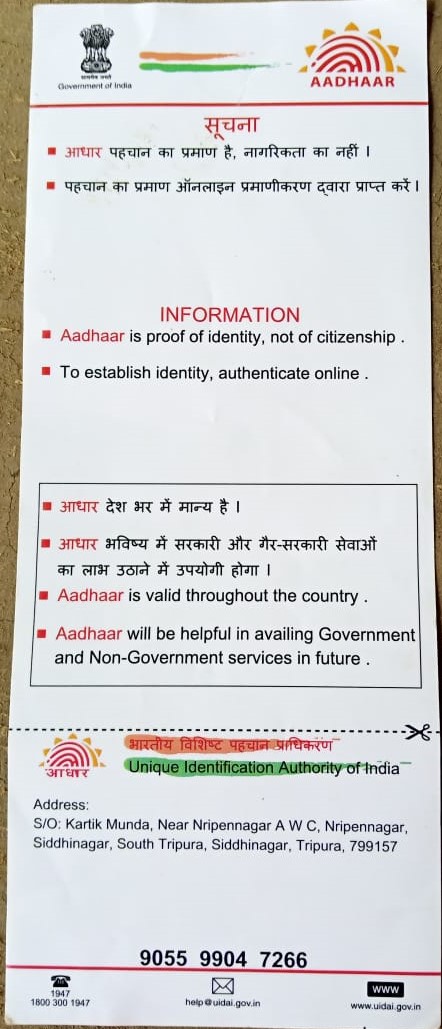 सत्यमेव जयते
Government of India
AADHAAR
सूचना
आधार पहचान का प्रमाण है, नागरिकता का नहीं ।
पहचान का प्रमाण ऑनलाइन प्रमाणीकरण द्वारा प्राप्त करें ।
INFORMATION
Aadhaar is proof of identity, not of citizenship .
To establish identity, authenticate online .
आधार देश भर में मान्य है ।
आधार भविष्य में सरकारी और गैर-सरकारी सेवाओं
का लाभ उठाने में उपयोगी होगा ।
Aadhaar is valid throughout the country .
Aadhaar will be helpful in availing Government
and Non-Government services in future .
आधार
भारतीय विशिष्ट पहचान प्राधिकरण
Unique Identification Authority of India
Address:
S/O: Kartik Munda, Near Nripennagar A W C, Nripennagar,
Siddhinagar, South Tripura, Siddhinagar, Tripura, 799157
9055 9904 7266
1947
1800 300 1947
help@uidai.gov.in
www
www.uidai.gov.in